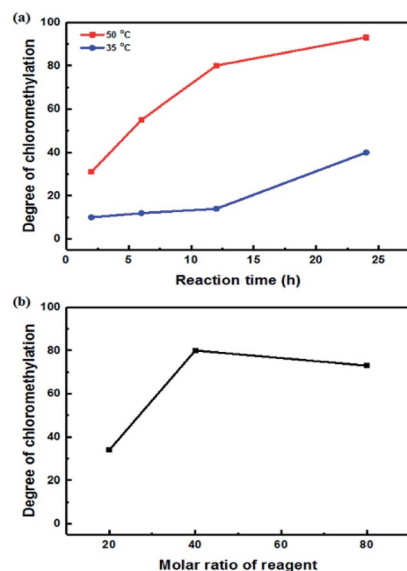 (a)
100
80
60
40
20
0
50 °C
35 °C
Degree of chloromethylation
0
5
10
15
20
25
Reaction time (h)
(b)
100
80
60
40
20
0
Degree of chloromethylation
20
40
60
80
Molar ratio of reagent